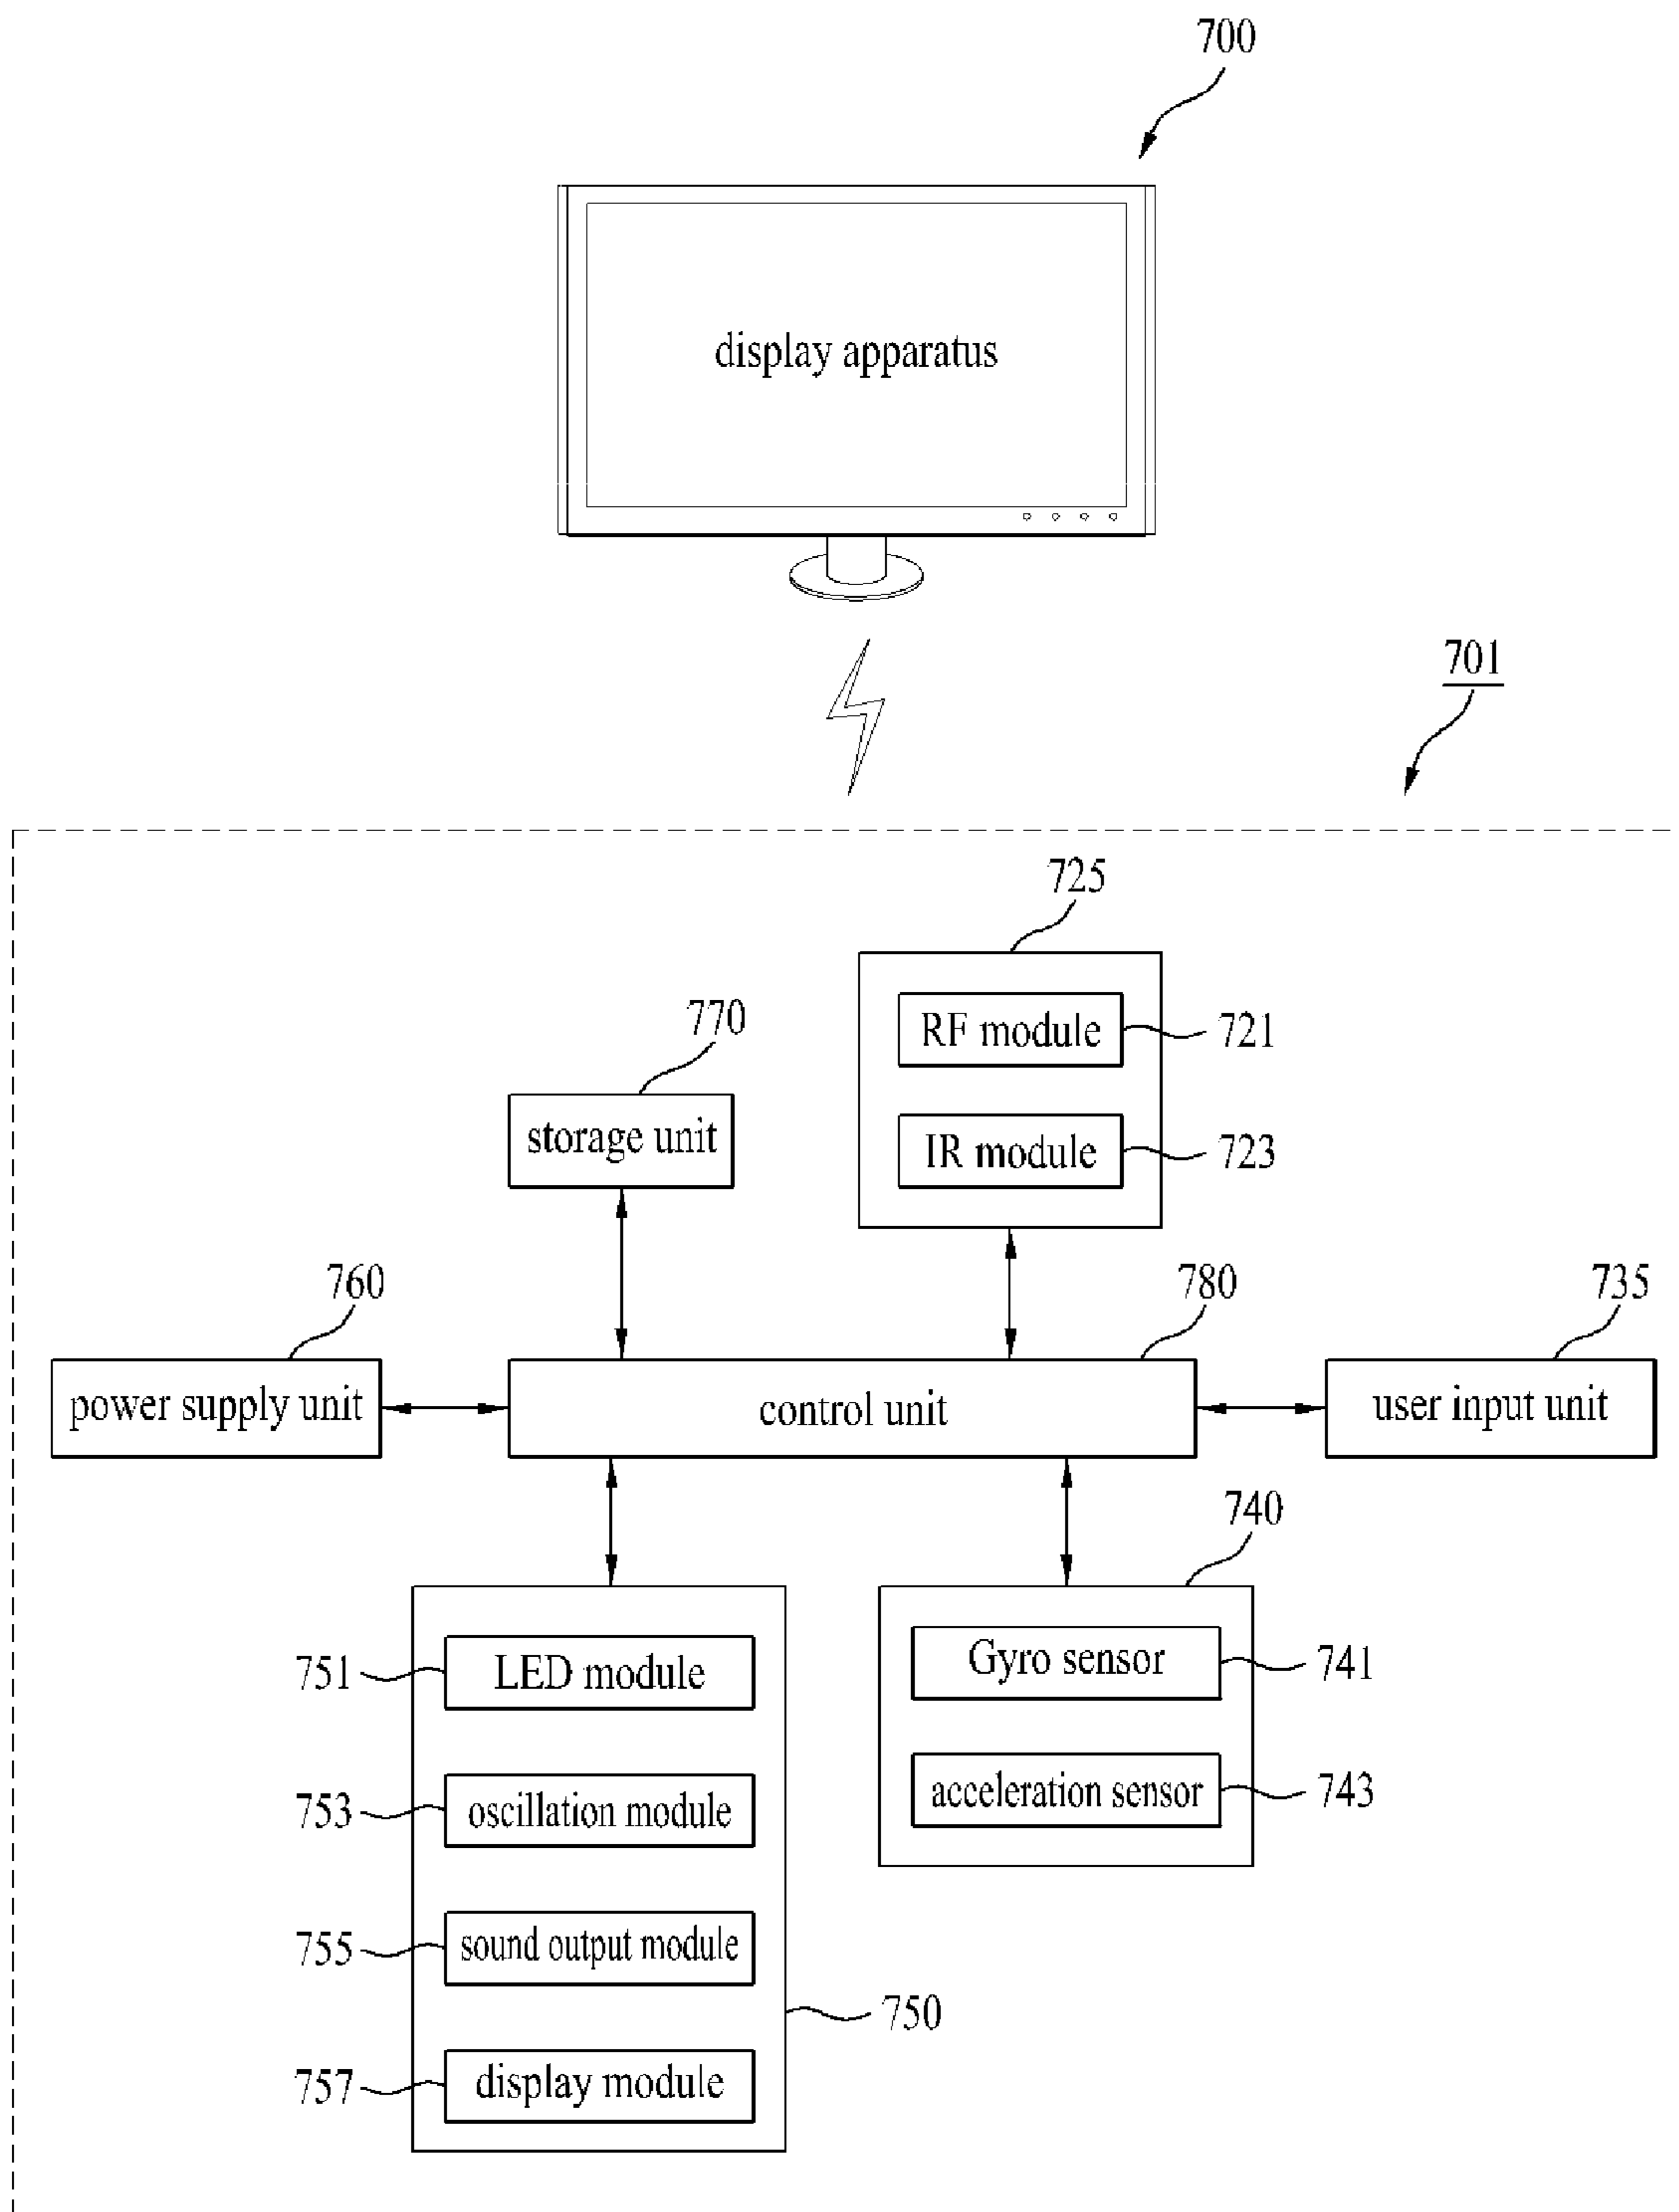 700
display apparatus
701
725
RF module
721
770
storage unit
IR module
723
760
780
735
power supply unit
control unit
user input unit
740
751
LED module
Gyro sensor
741
753
oscillation module
acceleration sensor
743
755
sound output module
750
757
display module